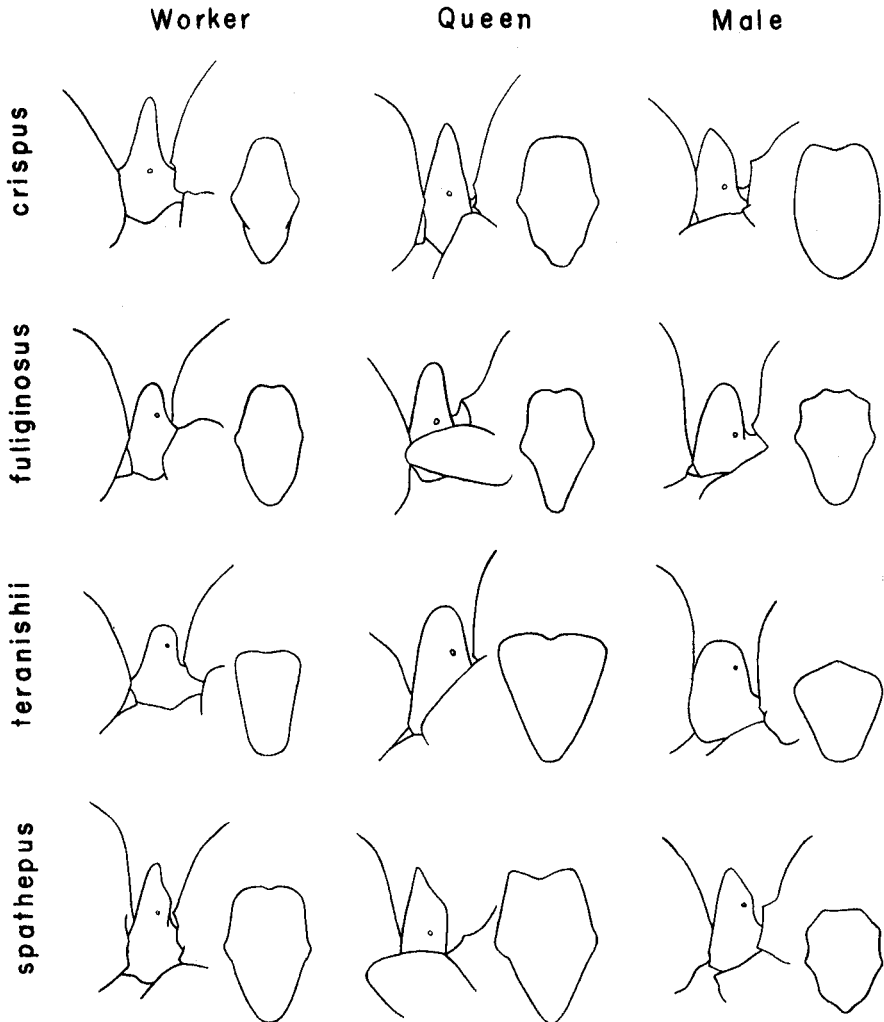 Worker Queen Male
crispus
fuliginosus
teranishii
spathepus